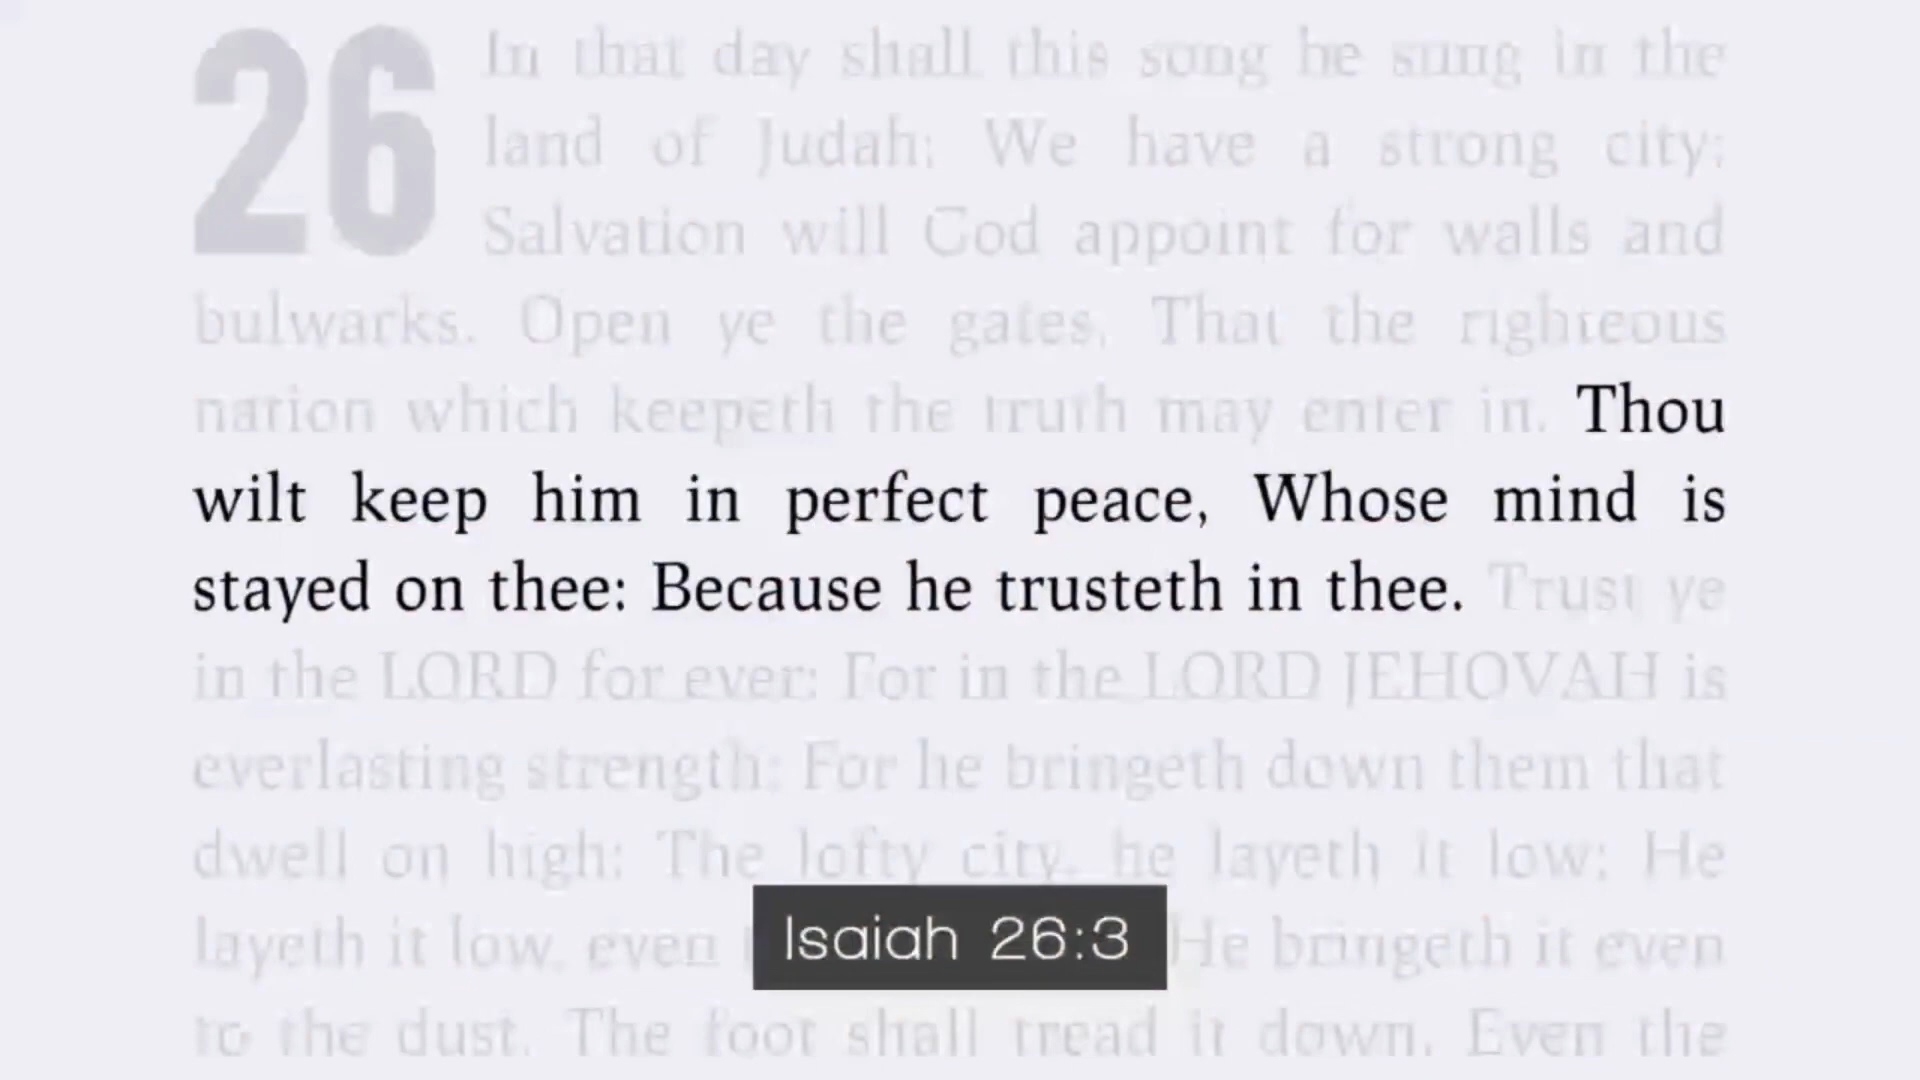 26 In that day shall this song be sung in the
land of Judah; We have a strong city;
Salvation will God appoint for walls and
bulwarks. Open ye the gates, That the righteous
nation which keepeth the truth may enter in. Thou
wilt keep him in perfect peace, Whose mind is
stayed on thee: Because he trusteth in thee. Trust ye
in the LORD for ever: For in the LORD JEHOVAH is
everlasting strength: For he bringeth down them that
dwell on high; The lofty city, he layeth it low; He
layeth it low, even He bringeth it even
Isaiah 26:3
to the dust. The foot shall tread it down, Even the